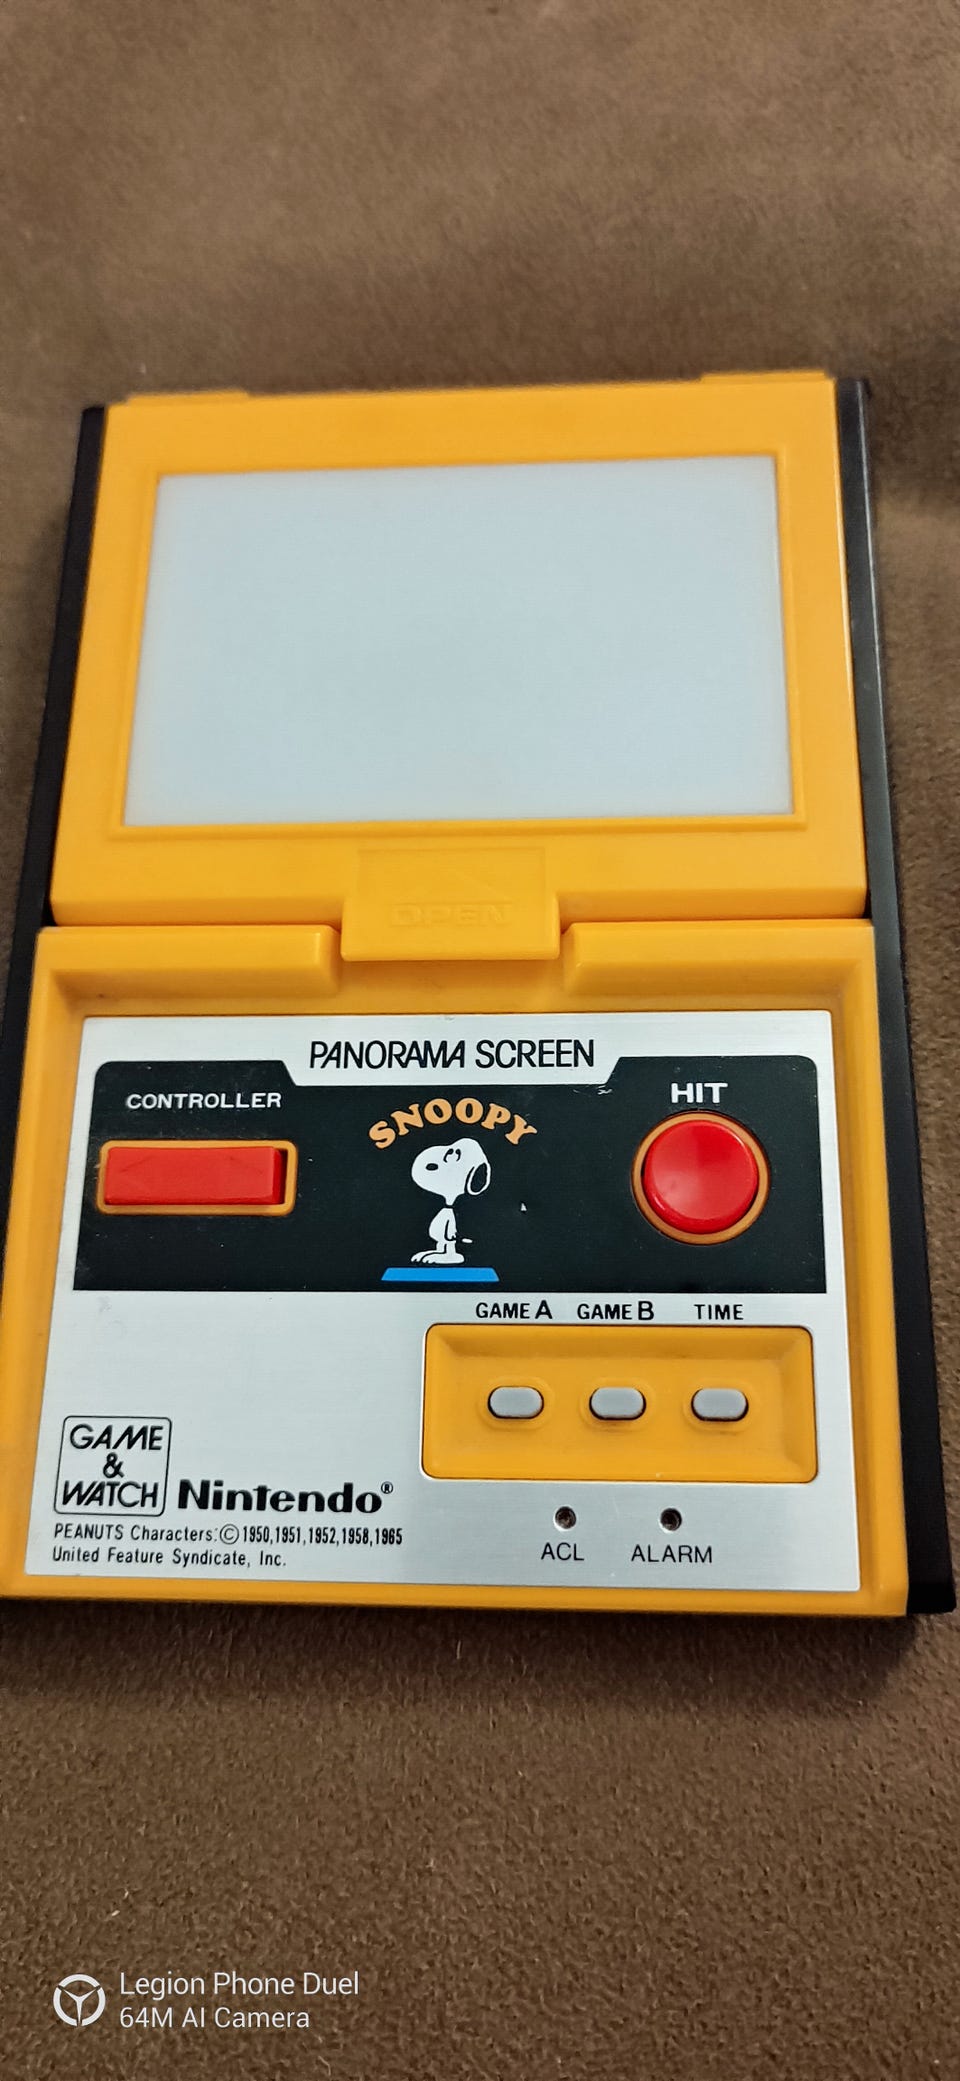 OPEN
PANORAMA SCREEN
CONTROLLER
SNOOPY
HIT
GAME A GAME B TIME
GAME
&
WATCH
Nintendo®
PEANUTS Characters:© 1950,1951,1952,1958,1965
United Feature Syndicate, Inc.
ACL ALARM
Legion Phone Duel
64M AI Camera